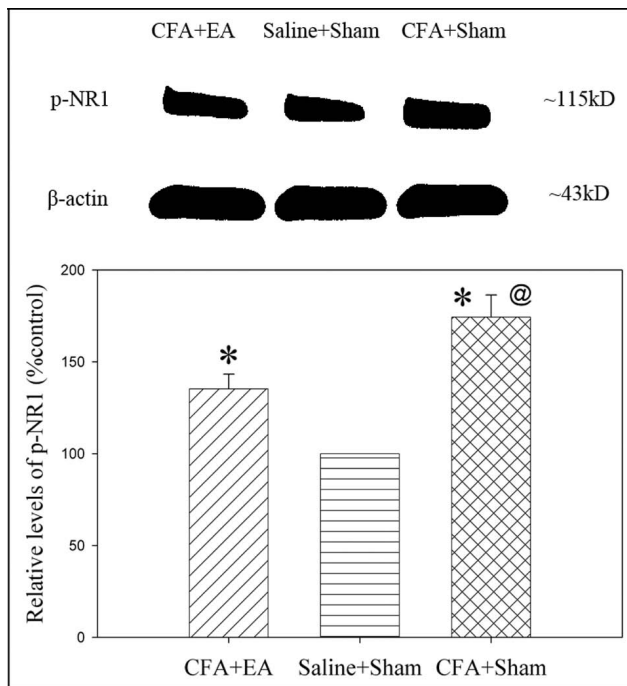 CFA+EA Saline+Sham CFA+Sham
p-NR1 ~115kD
β-actin ~43kD
Relative levels of p-NR1 (%control)
200
150
100
50
0
* * @
CFA+EA Saline+Sham CFA+Sham